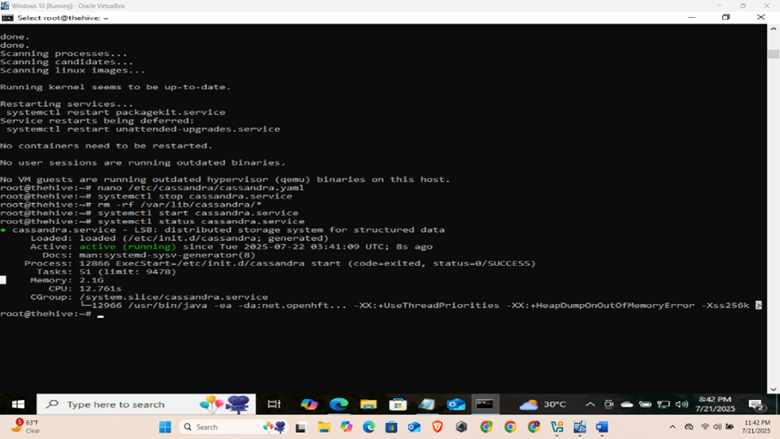 Windows 10 [Running] - Oracle VirtualBox
Select root@thehive: ~
done.
done.
Scanning processes...
Scanning candidates...
Scanning linux images...
Running kernel seems to be up-to-date.
Restarting services...
systemctl restart packagekit.service
Service restarts being deferred:
systemctl restart unattended-upgrades.service
No containers need to be restarted.
No user sessions are running outdated binaries.
No VM guests are running outdated hypervisor (qemu) binaries on this host.
root@thehive:~# nano /etc/cassandra/cassandra.yaml
root@thehive:~# systemctl stop cassandra.service
root@thehive:~# rm -rf /var/lib/cassandra/*
root@thehive:~# systemctl start cassandra.service
root@thehive:~# systemctl status cassandra.service
● cassandra.service - LSB: distributed storage system for structured data
Loaded: loaded (/etc/init.d/cassandra; generated)
Active: active (running) since Tue 2025-07-22 03:41:09 UTC; 8s ago
Docs: man:systemd-sysv-generator(8)
Process: 12866 ExecStart=/etc/init.d/cassandra start (code=exited, status=0/SUCCESS)
Tasks: 51 (limit: 9478)
Memory: 2.1G
CPU: 12.761s
CGroup: /system.slice/cassandra.service
└─12966 /usr/bin/java -ea -da:net.openhft... -XX:+UseThreadPriorities -XX:+HeapDumpOnOutOfMemoryError -Xss256k >
root@thehive:~#
Type here to search
30°C
8:42 PM
7/21/2025
2
5
63°F
Clear
Search
11:42 PM
7/21/2025